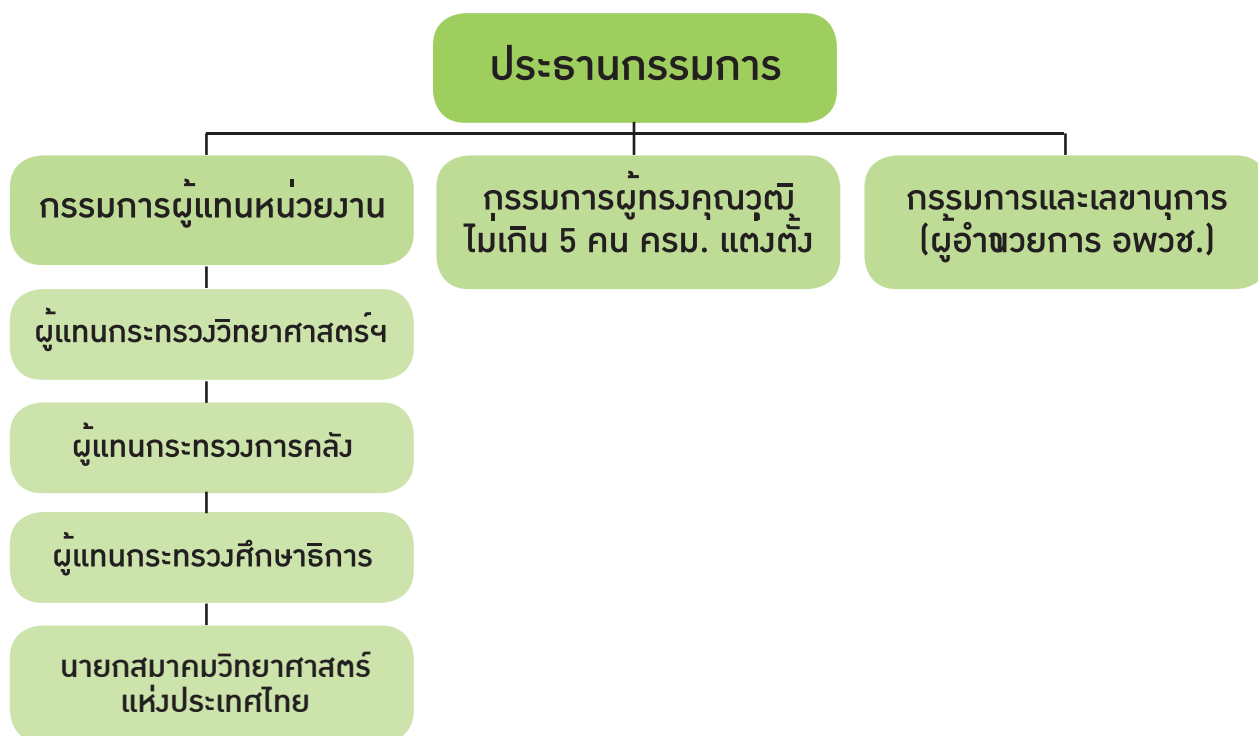 ประธานกรรมการ
กรรมการผู้แทนหน่วยงาน
กรรมการผู้ทรงคุณวุฒิ
ไม่เกิน 5 คน ครม. แต่งตั้ง
กรรมการและเลขานุการ
(ผู้อำนวยการ อพวช.)
ผู้แทนกระทรวงวิทยาศาสตร์ฯ
ผู้แทนกระทรวงการคลัง
ผู้แทนกระทรวงศึกษาธิการ
นายกสมาคมวิทยาศาสตร์
แห่งประเทศไทย